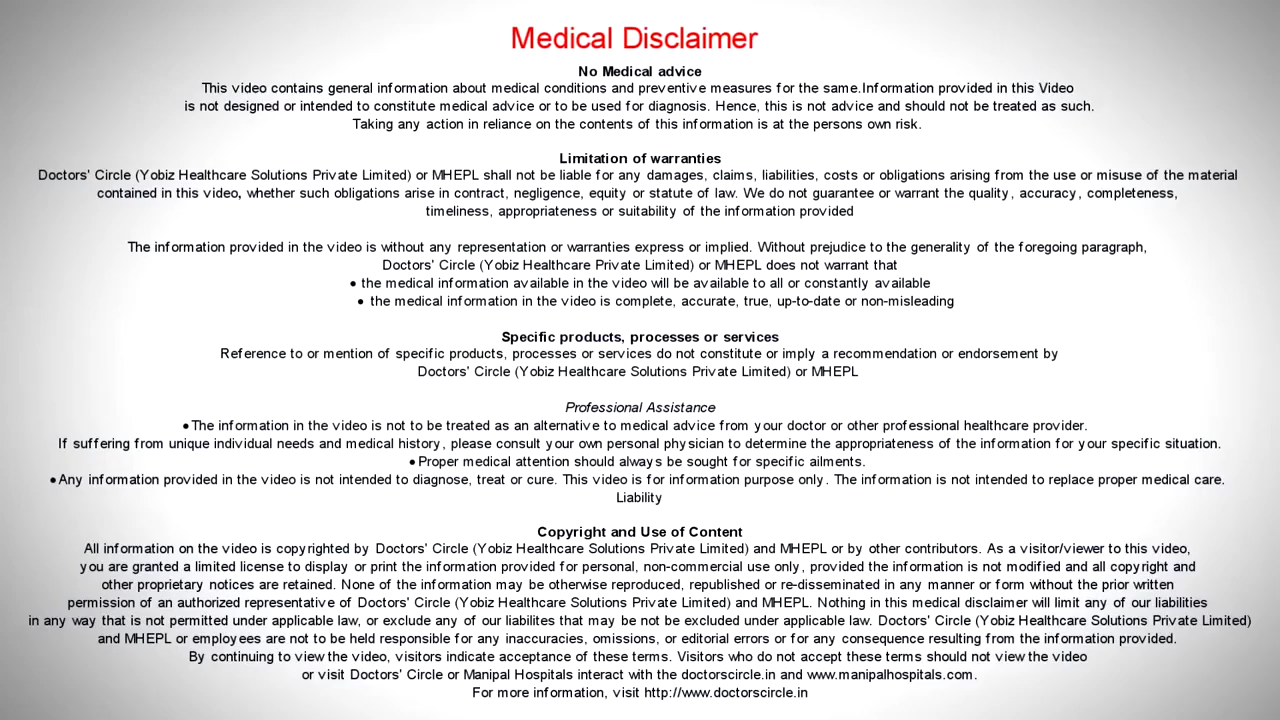 Medical Disclaimer
No Medical advice
This video contains general information about medical conditions and preventive measures for the same.Information provided in this Video
is not designed or intended to constitute medical advice or to be used for diagnosis. Hence, this is not advice and should not be treated as such.
Taking any action in reliance on the contents of this information is at the persons own risk.
Limitation of warranties
Doctors' Circle (Yobiz Healthcare Solutions Private Limited) or MHEPL shall not be liable for any damages, claims, liabilities, costs or obligations arising from the use or misuse of the material
contained in this video, whether such obligations arise in contract, negligence, equity or statute of law. We do not guarantee or warrant the quality, accuracy, completeness,
timeliness, appropriateness or suitability of the information provided
The information provided in the video is without any representation or warranties express or implied. Without prejudice to the generality of the foregoing paragraph,
Doctors' Circle (Yobiz Healthcare Private Limited) or MHEPL does not warrant that
• the medical information available in the video will be available to all or constantly available
• the medical information in the video is complete, accurate, true, up-to-date or non-misleading
Specific products, processes or services
Reference to or mention of specific products, processes or services do not constitute or imply a recommendation or endorsement by
Doctors' Circle (Yobiz Healthcare Solutions Private Limited) or MHEPL
Professional Assistance
•The information in the video is not to be treated as an alternative to medical advice from your doctor or other professional healthcare provider.
If suffering from unique individual needs and medical history, please consult your own personal physician to determine the appropriateness of the information for your specific situation.
•Proper medical attention should always be sought for specific ailments.
•Any information provided in the video is not intended to diagnose, treat or cure. This video is for information purpose only. The information is not intended to replace proper medical care.
Liability
Copyright and Use of Content
All information on the video is copyrighted by Doctors' Circle (Yobiz Healthcare Solutions Private Limited) and MHEPL or by other contributors. As a visitor/viewer to this video,
you are granted a limited license to display or print the information provided for personal, non-commercial use only, provided the information is not modified and all copyright and
other proprietary notices are retained. None of the information may be otherwise reproduced, republished or re-disseminated in any manner or form without the prior written
permission of an authorized representative of Doctors' Circle (Yobiz Healthcare Solutions Private Limited) and MHEPL. Nothing in this medical disclaimer will limit any of our liabilities
in any way that is not permitted under applicable law, or exclude any of our liabilites that may be not be excluded under applicable law. Doctors' Circle (Yobiz Healthcare Solutions Private Limited)
and MHEPL or employees are not to be held responsible for any inaccuracies, omissions, or editorial errors or for any consequence resulting from the information provided.
By continuing to view the video, visitors indicate acceptance of these terms. Visitors who do not accept these terms should not view the video
or visit Doctors' Circle or Manipal Hospitals interact with the doctorscircle.in and www.manipalhospitals.com.
For more information, visit http://www.doctorscircle.in